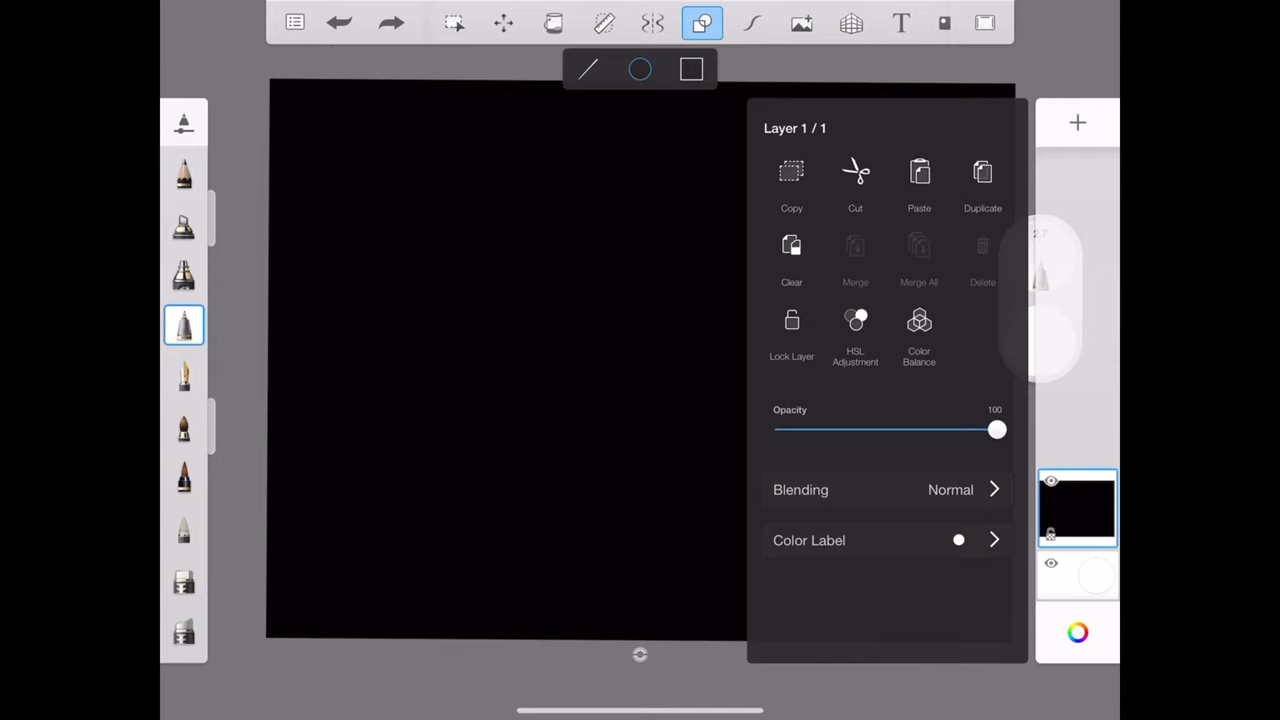 T
Layer 1 / 1
Copy Cut Paste Duplicate
Clear Merge Merge All Delete
Lock Layer HSL Adjustment Color Balance
Opacity 100
Blending Normal
Color Label